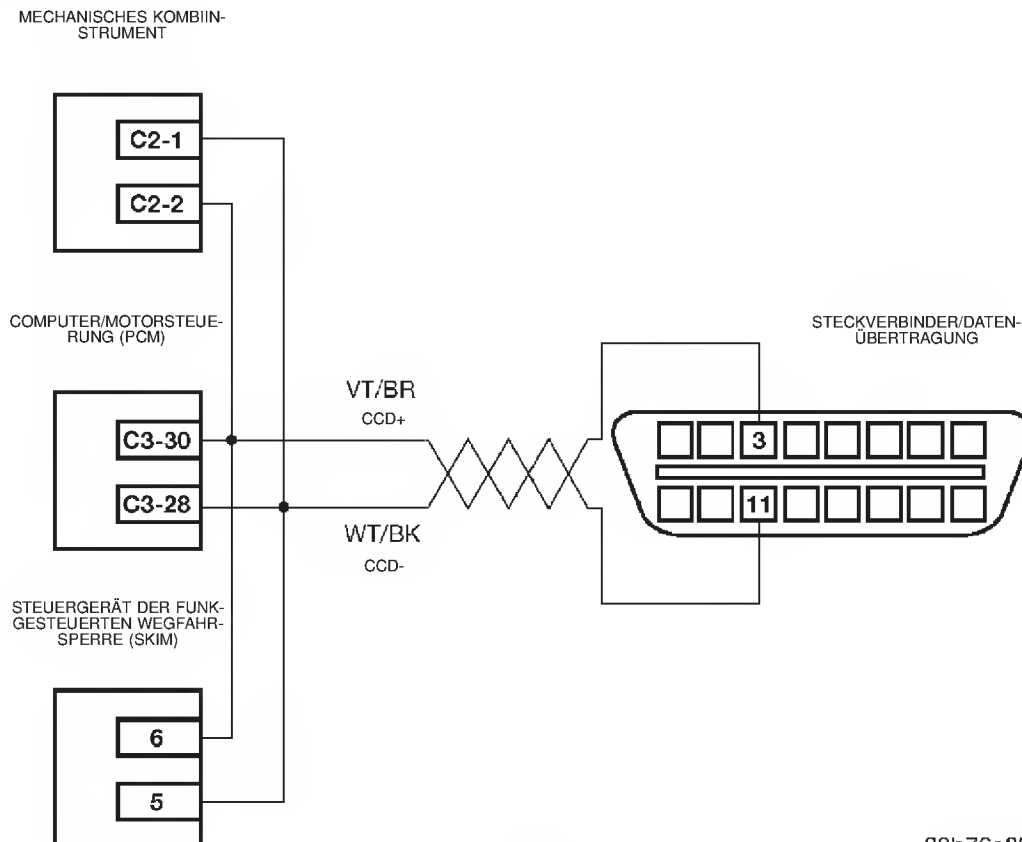 MECHANISCHES KOMBIIN-
STRUMENT
C2-1
C2-2
COMPUTER/MOTORSTEUE-
RUNG (PCM)
C3-30
C3-28
VT/BR
CCD+
WT/BK
CCD-
STECKVERBINDER/DATEN-
ÜBERTRAGUNG
3
11
STEUERGERÄT DER FUNK-
GESTEUERTEN WEGFAHR-
SPERRE (SKIM)
6
5